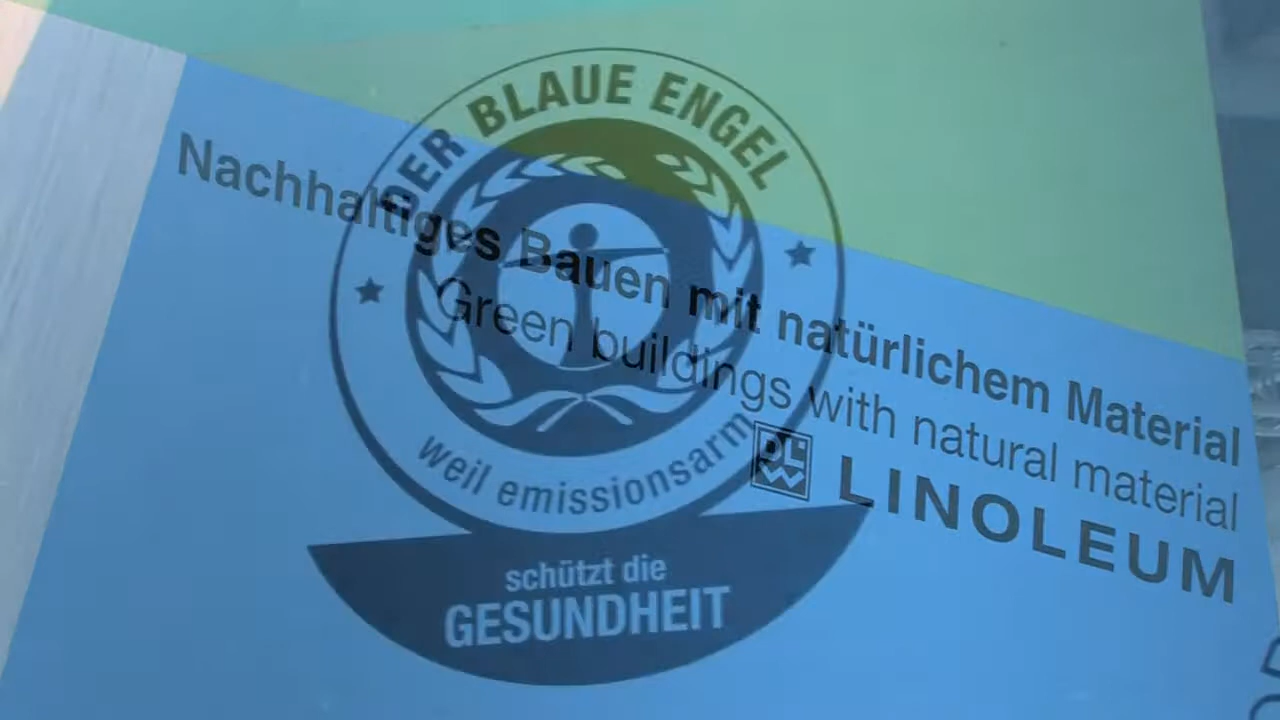 DER BLAUE ENGEL
Nachhaltiges Bauen mit natürlichem Material
Green buildings with natural material
DLW LINOLEUM
weil emissionsarm
schützt die
GESUNDHEIT